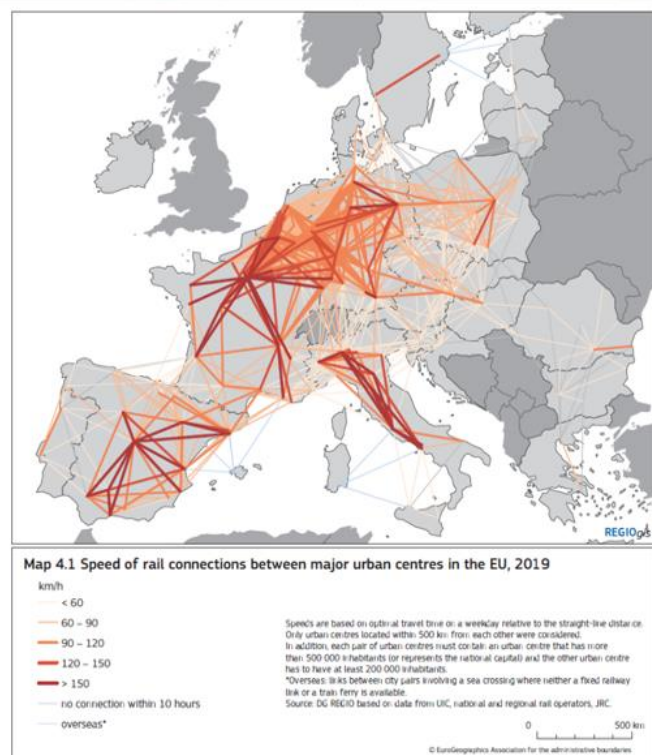 REGIOgis
Map 4.1 Speed of rail connections between major urban centres in the EU, 2019
km/h
< 60
60 – 90
90 – 120
120 – 150
> 150
no connection within 10 hours
overseas*
Speeds are based on optimal travel time on a weekday relative to the straight-line distance.
Only urban centres located within 500 km from each other were considered.
In addition, each pair of urban centres must contain an urban centre that has more
than 500 000 inhabitants (or represents the national capital) and the other urban centre
has to have at least 200 000 inhabitants.
*Overseas: links between city pairs involving a sea crossing where neither a fixed railway
link or a train ferry is available.
Source: DG REGIO based on data from UIC, national and regional rail operators, JRC.
0 500 km
© EuroGeographics Association for the administrative boundaries